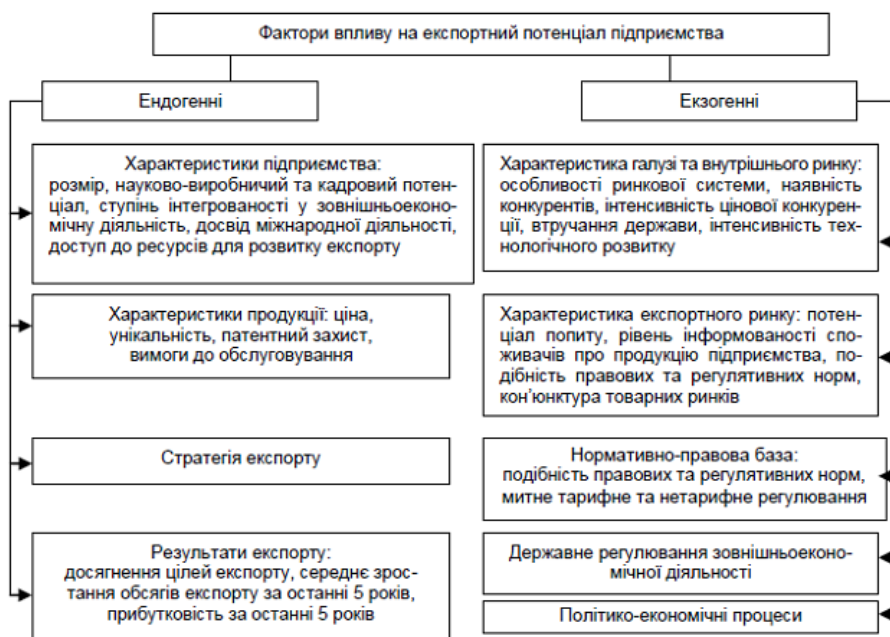 Фактори впливу на експортний потенціал підприємства
Ендогенні
Екзогенні
Характеристики підприємства:
розмір, науково-виробничий та кадровий потен-
ціал, ступінь інтегрованості у зовнішньоеконо-
мічну діяльність, досвід міжнародної діяльності,
доступ до ресурсів для розвитку експорту
Характеристики продукції: ціна,
унікальність, патентний захист,
вимоги до обслуговування
Стратегія експорту
Результати експорту:
досягнення цілей експорту, середнє зрос-
тання обсягів експорту за останні 5 років,
прибутковість за останні 5 років
Характеристика галузі та внутрішнього ринку:
особливості ринкової системи, наявність
конкурентів, інтенсивність цінової конкурен-
ції, втручання держави, інтенсивність тех-
нологічного розвитку
Характеристика експортного ринку: потен-
ціал попиту, рівень інформованості спо-
живачів про продукцію підприємства, по-
дібність правових та регулятивних норм,
кон'юнктура товарних ринків
Нормативно-правова база:
подібність правових та регулятивних норм,
митне тарифне та нетарифне регулювання
Державне регулювання зовнішньоеконо-
мічної діяльності
Політико-економічні процеси